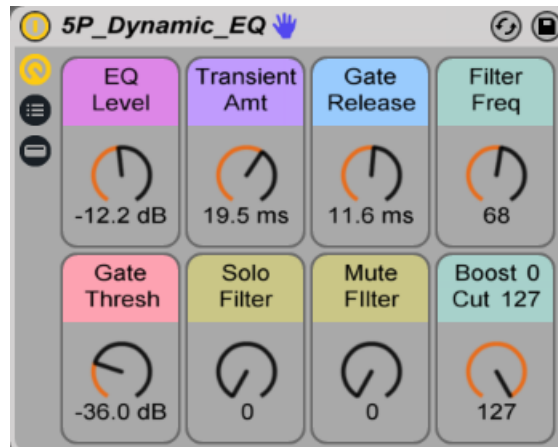 5P_Dynamic_EQ
EQ
Level
-12.2 dB
Transient
Amt
19.5 ms
Gate
Release
11.6 ms
Filter
Freq
68
Gate
Thresh
-36.0 dB
Solo
Filter
0
Mute
FIlter
0
Boost 0
Cut 127
127